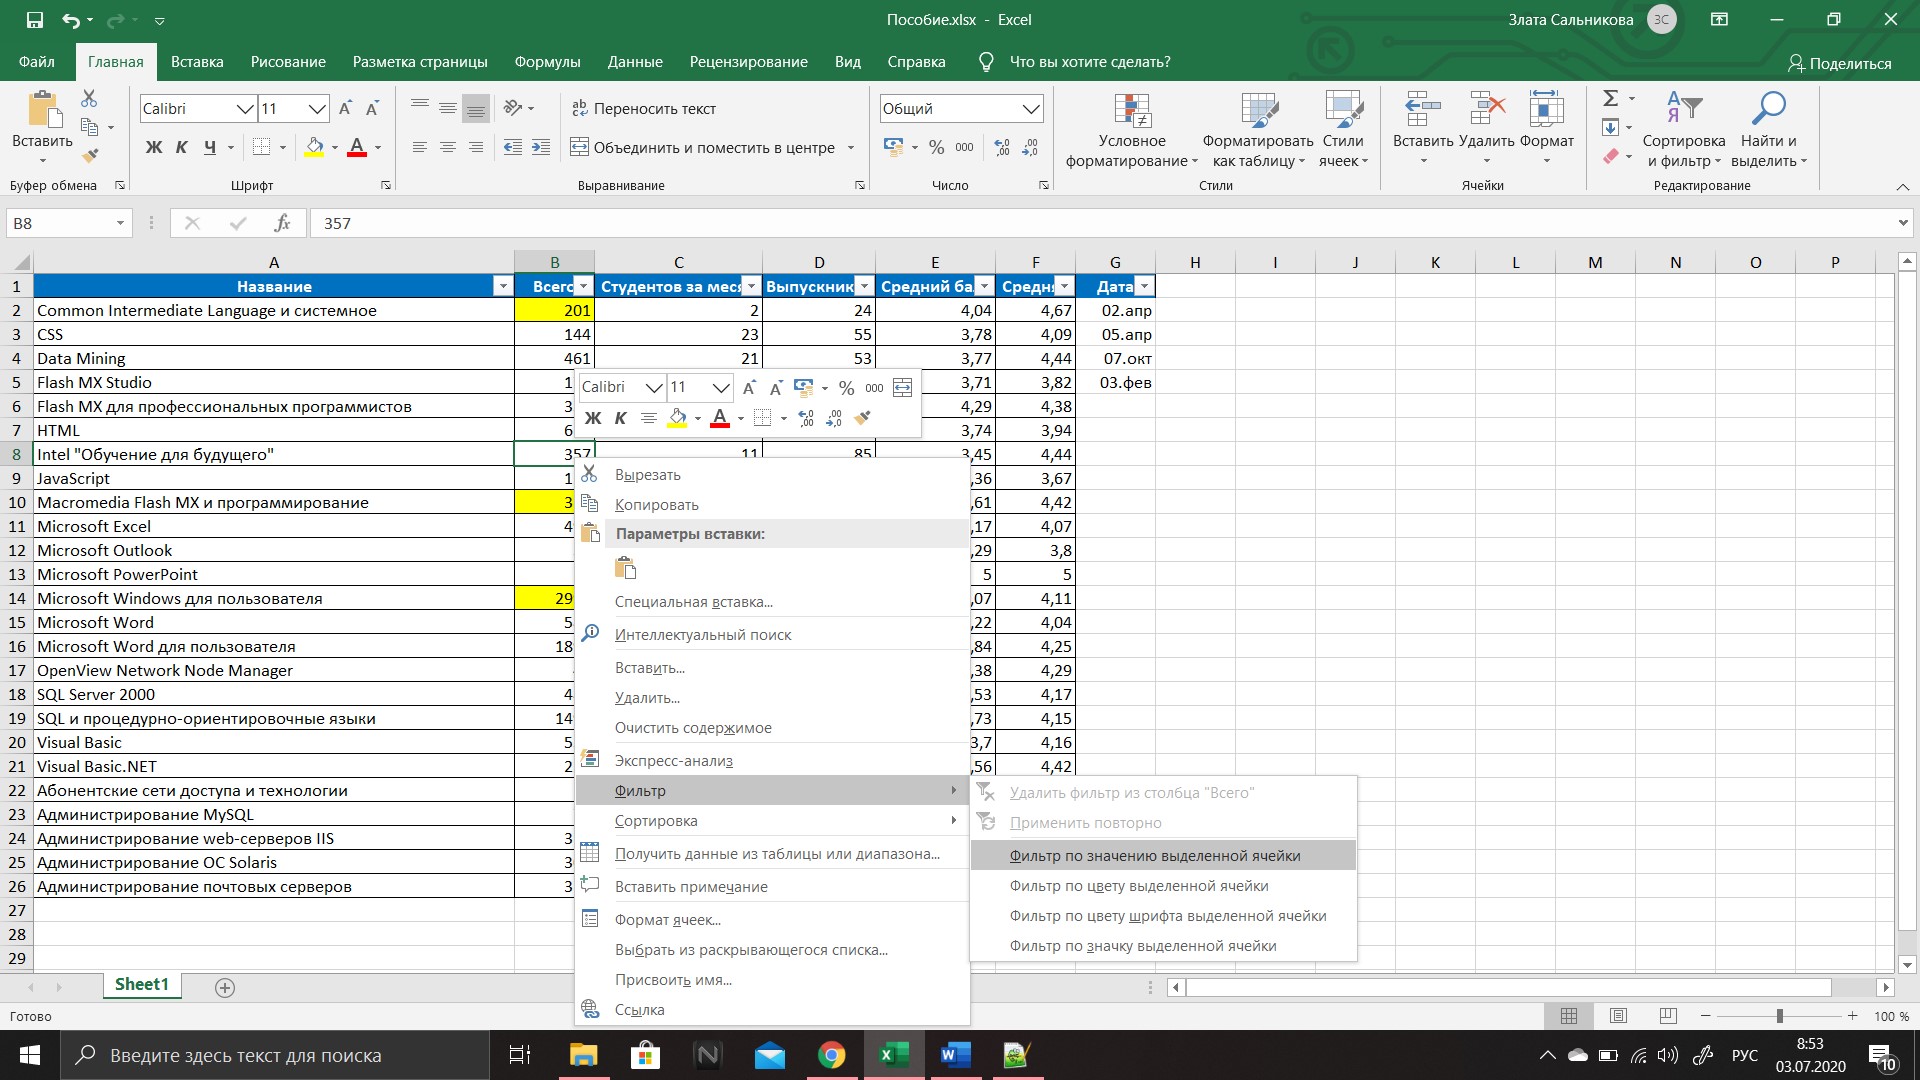 Пособие.xlsx - Excel
Злата Сальникова
ЗС
Файл Главная Вставка Рисование Разметка страницы Формулы Данные Рецензирование Вид Справка Что вы хотите сделать? Поделиться
Calibri 11 ab Переносить текст Общий
Вставить Ж К Ч А Объединить и поместить в центре % 000 Условное форматирование Форматировать как таблицу Стили ячеек Вставить Удалить Формат Сортировка и фильтр Найти и выделить
Буфер обмена Шрифт Выравнивание Число Стили Ячейки Редактирование
B8 fx 357
A B C D E F G H I J K L M N O P
1 Название Всего Студентов за меся Выпускник Средний ба Средня Дата
2 Common Intermediate Language и системное 201 2 24 4,04 4,67 02.апр
3 CSS 144 23 55 3,78 4,09 05.апр
4 Data Mining 461 21 53 3,77 4,44 07.окт
5 Flash MX Studio 1 3,71 3,82 03.фев
6 Flash MX для профессиональных программистов 3 4,29 4,38
7 HTML 6 3,74 3,94
8 Intel "Обучение для будущего" 357 11 85 3,45 4,44
9 JavaScript 1 ,36 3,67
10 Macromedia Flash MX и программирование 3 ,61 4,42
11 Microsoft Excel 4 ,17 4,07
12 Microsoft Outlook ,29 3,8
13 Microsoft PowerPoint 5 5
14 Microsoft Windows для пользователя 29 ,07 4,11
15 Microsoft Word 5 ,22 4,04
16 Microsoft Word для пользователя 18 ,84 4,25
17 OpenView Network Node Manager ,38 4,29
18 SQL Server 2000 4 ,53 4,17
19 SQL и процедурно-ориентировочные языки 14 ,73 4,15
20 Visual Basic 5 3,7 4,16
21 Visual Basic.NET 2 ,56 4,42
22 Абонентские сети доступа и технологии
23 Администрирование MySQL
24 Администрирование web-серверов IIS 3
25 Администрирование ОС Solaris 3
26 Администрирование почтовых серверов 3
27
28
29
Calibri 11 A A % 000
Ж К А
Вырезать
Копировать
Параметры вставки:
Специальная вставка...
Интеллектуальный поиск
Вставить...
Удалить...
Очистить содержимое
Экспресс-анализ
Фильтр
Сортировка
Получить данные из таблицы или диапазона...
Вставить примечание
Формат ячеек...
Выбрать из раскрывающегося списка...
Присвоить имя...
Ссылка
Удалить фильтр из столбца "Всего"
Применить повторно
Фильтр по значению выделенной ячейки
Фильтр по цвету выделенной ячейки
Фильтр по цвету шрифта выделенной ячейки
Фильтр по значку выделенной ячейки
Sheet1
Готово 100 %
Введите здесь текст для поиска
РУС
8:53
03.07.2020
10